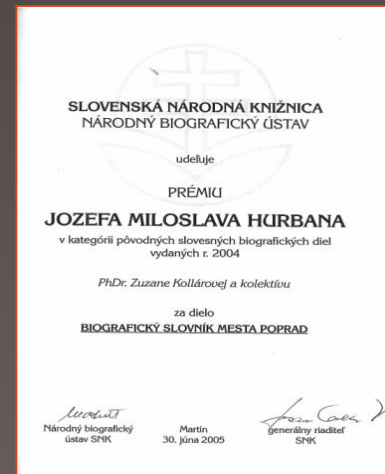 SLOVENSKÁ NÁRODNÁ KNIŽNICA
NÁRODNÝ BIOGRAFICKÝ ÚSTAV
udeľuje
PRÉMIU
JOZEFA MILOSLAVA HURBANA
v kategórii pôvodných slovesných biografických diel
vydaných r. 2004
PhDr. Zuzane Kollárovej a kolektívu
za dielo
BIOGRAFICKÝ SLOVNÍK MESTA POPRAD
Národný biografický
ústav SNK
Martin
30. júna 2005
generálny riaditeľ
SNK